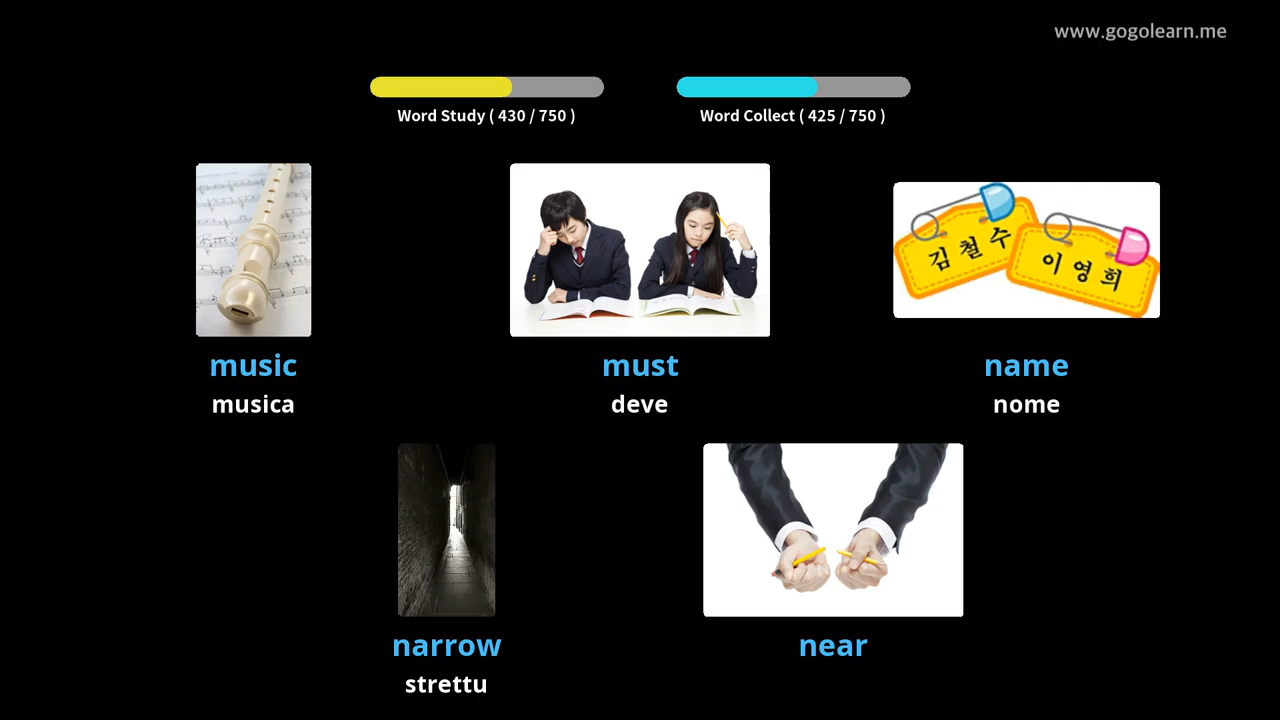 www.gogolearn.me
Word Study ( 430 / 750 )
Word Collect ( 425 / 750 )
김철수
이영희
music
must
name
musica
deve
nome
narrow
near
strettu